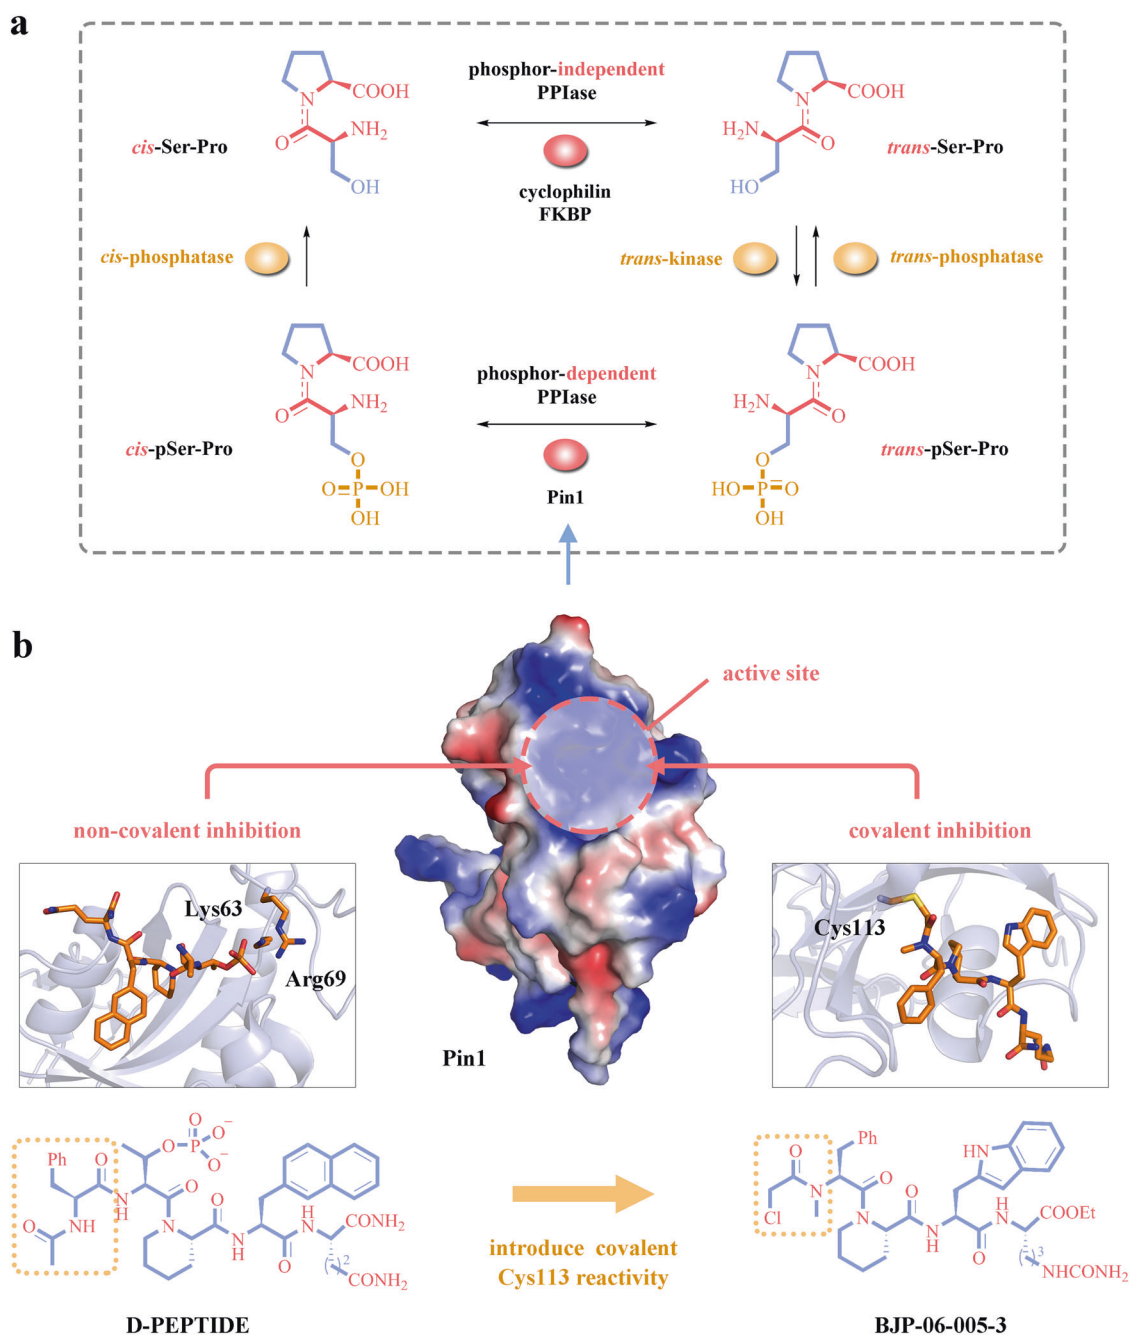 a
phosphor-independent
PPIase
cyclophilin
FKBP
cis-Ser-Pro
N
COOH
O
NH2
OH
trans-Ser-Pro
N
COOH
H2N
O
HO
cis-phosphatase
trans-kinase
trans-phosphatase
phosphor-dependent
PPIase
Pin1
cis-pSer-Pro
N
COOH
O
NH2
O
O=P-OH
OH
trans-pSer-Pro
N
COOH
H2N
O
O
HO-P=O
OH
b
active site
non-covalent inhibition
covalent inhibition
Lys63
Arg69
Cys113
Pin1
Ph
O
NH
O
N
H
O
P
O
O−
O−
O
N
O
N
H
O
H
N
CONH2
( )2
CONH2
introduce covalent
Cys113 reactivity
O
Cl
N
Ph
O
N
O
N
H
HN
O
H
N
COOEt
( )3
NHCONH2
D-PEPTIDE
BJP-06-005-3